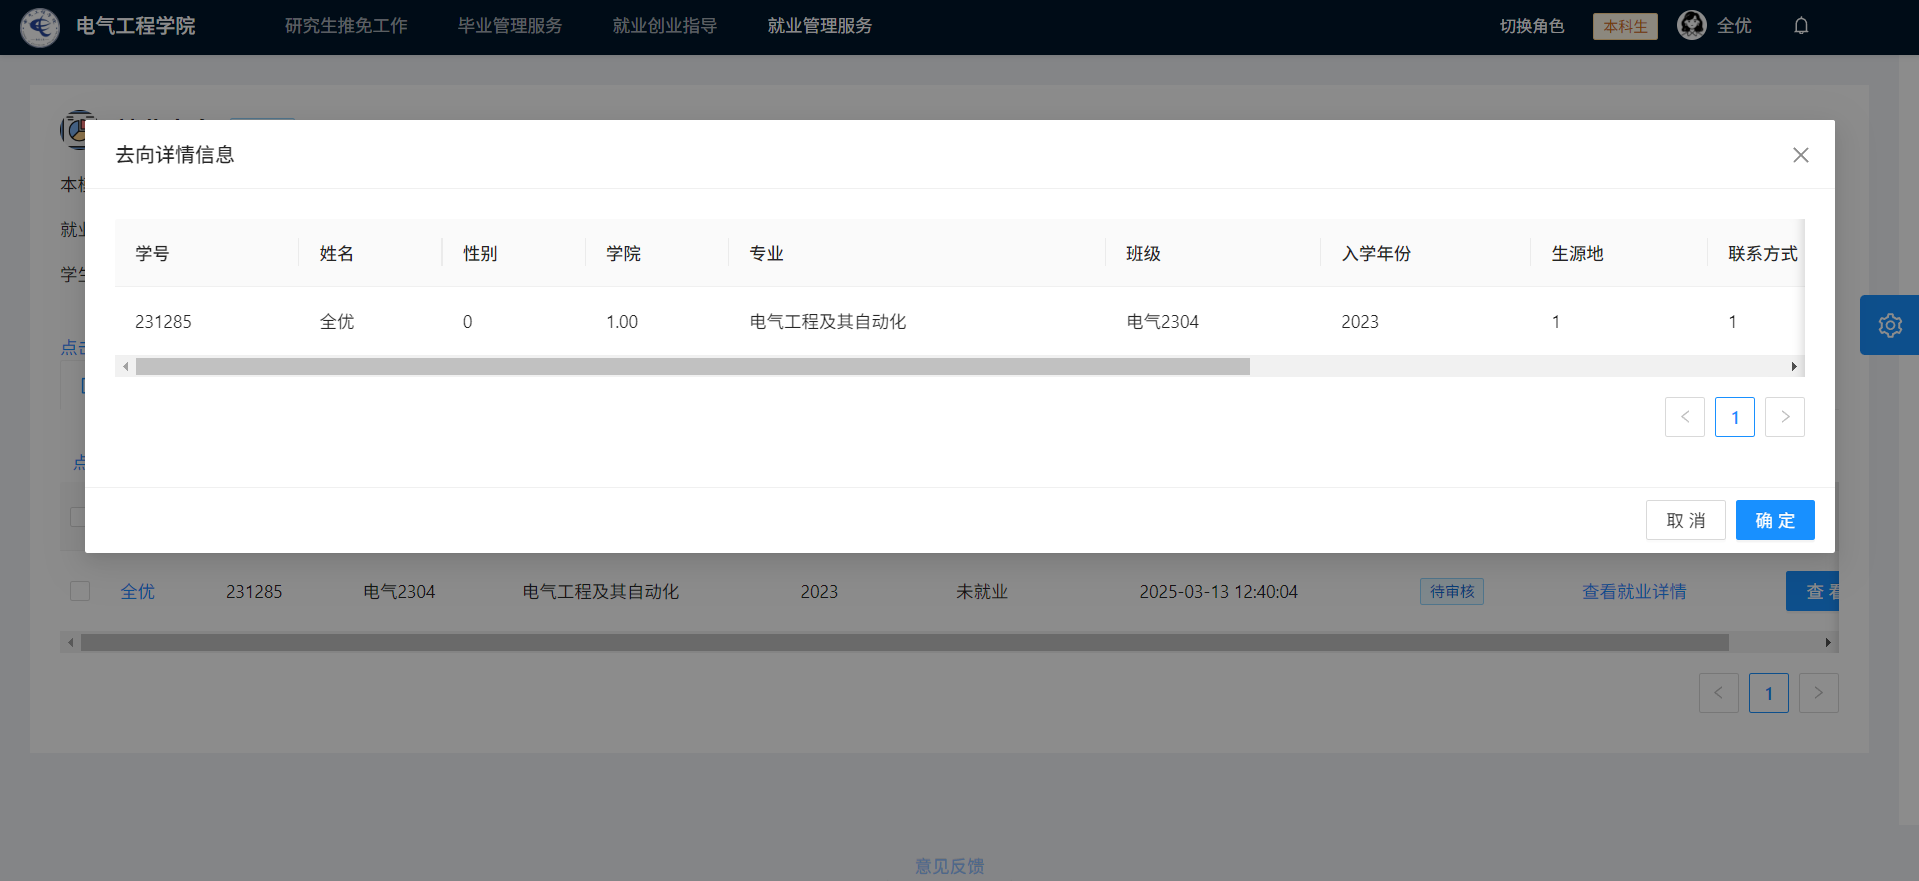 电气工程学院 研究生推免工作 毕业管理服务 就业创业指导 就业管理服务 切换角色 本科生 全优
去向详情信息
本
就业
学生
点击
点
学号 姓名 性别 学院 专业 班级 入学年份 生源地 联系方式
231285 全优 0 1.00 电气工程及其自动化 电气2304 2023 1 1
1
取 消 确 定
全优 231285 电气2304 电气工程及其自动化 2023 未就业 2025-03-13 12:40:04 待审核 查看就业详情 查 看
1
意见反馈